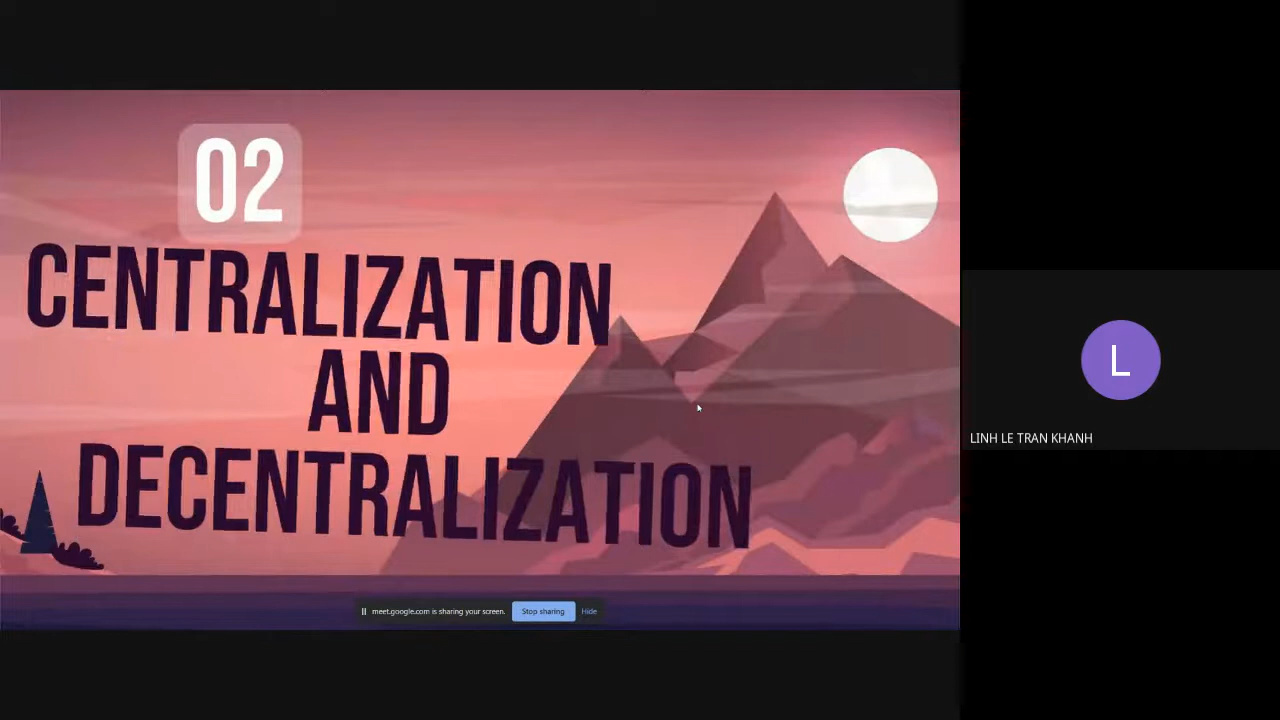 02
CENTRALIZATION
AND
DECENTRALIZATION
meet.google.com is sharing your screen. Stop sharing Hide
L
LINH LE TRAN KHANH